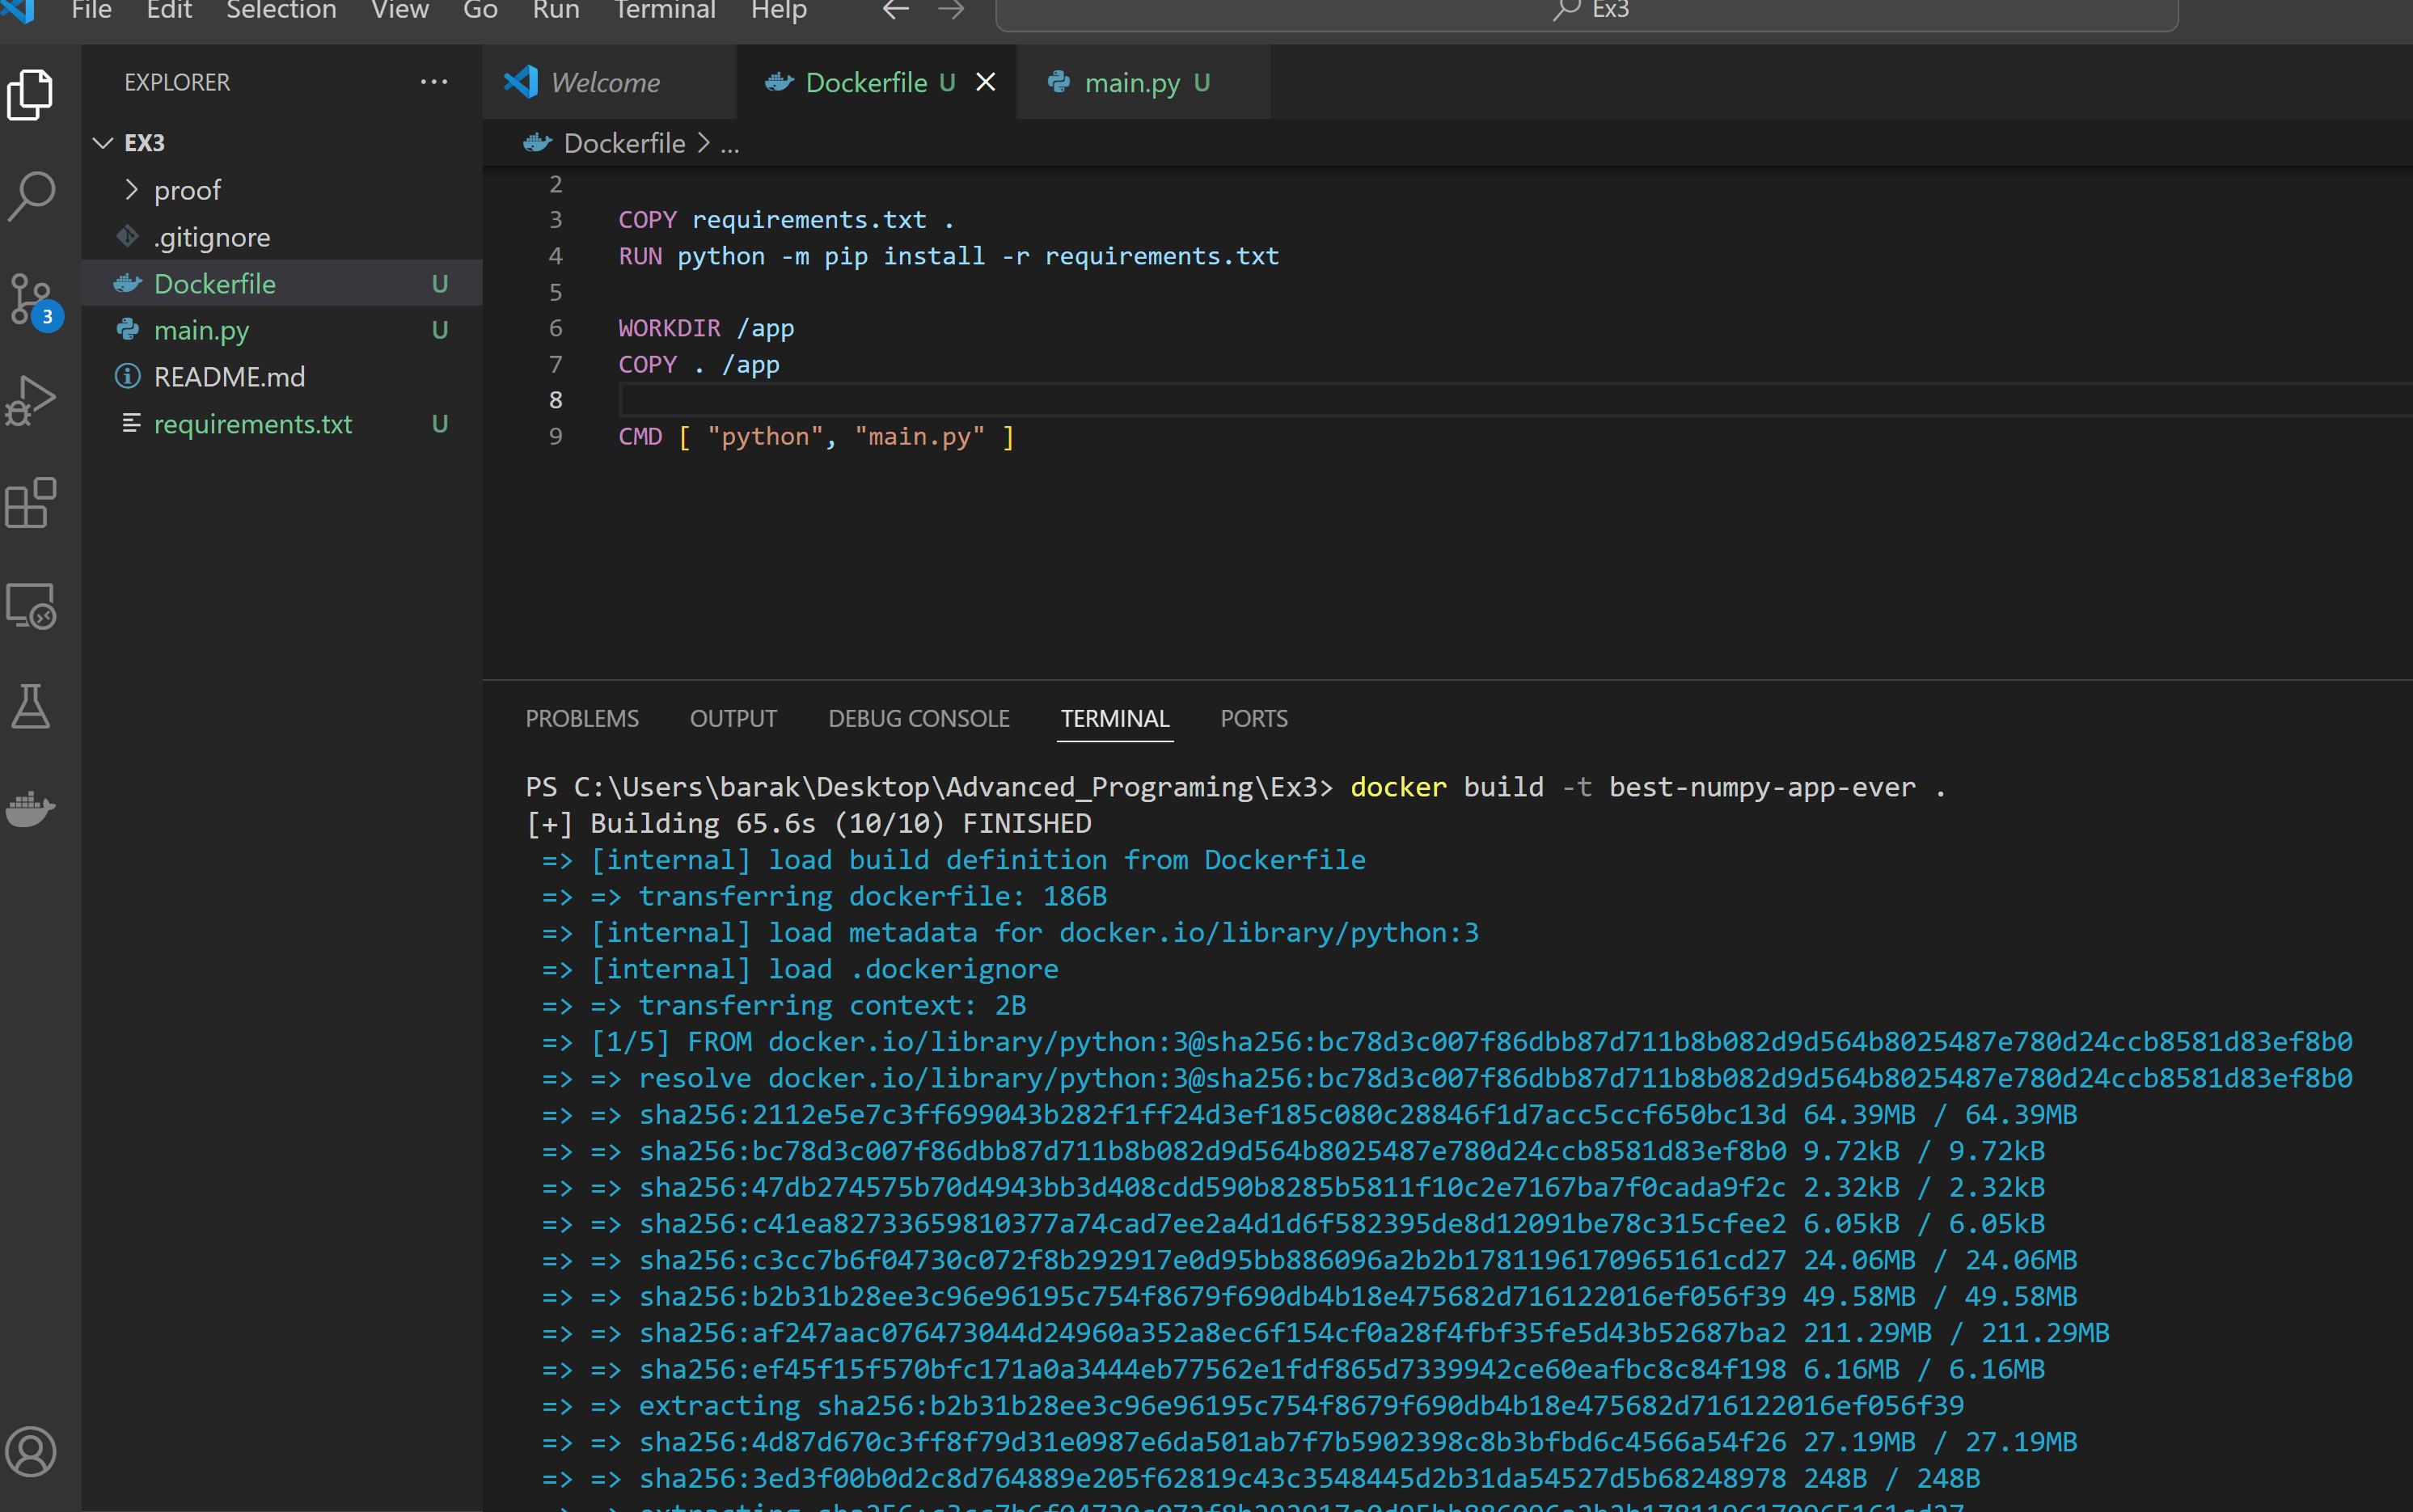 File Edit Selection View Go Run Terminal Help
Ex3
EXPLORER
EX3
proof
.gitignore
Dockerfile U
main.py U
README.md
requirements.txt U
3
Welcome
Dockerfile U
main.py U
Dockerfile > ...
2
3 COPY requirements.txt .
4 RUN python -m pip install -r requirements.txt
5
6 WORKDIR /app
7 COPY . /app
8
9 CMD [ "python", "main.py" ]
PROBLEMS OUTPUT DEBUG CONSOLE TERMINAL PORTS
PS C:\Users\barak\Desktop\Advanced_Programing\Ex3> docker build -t best-numpy-app-ever .
[+] Building 65.6s (10/10) FINISHED
=> [internal] load build definition from Dockerfile
=> => transferring dockerfile: 186B
=> [internal] load metadata for docker.io/library/python:3
=> [internal] load .dockerignore
=> => transferring context: 2B
=> [1/5] FROM docker.io/library/python:3@sha256:bc78d3c007f86dbb87d711b8b082d9d564b8025487e780d24ccb8581d83ef8b0
=> => resolve docker.io/library/python:3@sha256:bc78d3c007f86dbb87d711b8b082d9d564b8025487e780d24ccb8581d83ef8b0
=> => sha256:2112e5e7c3ff699043b282f1ff24d3ef185c080c28846f1d7acc5ccf650bc13d 64.39MB / 64.39MB
=> => sha256:bc78d3c007f86dbb87d711b8b082d9d564b8025487e780d24ccb8581d83ef8b0 9.72kB / 9.72kB
=> => sha256:47db274575b70d4943bb3d408cdd590b8285b5811f10c2e7167ba7f0cada9f2c 2.32kB / 2.32kB
=> => sha256:c41ea82733659810377a74cad7ee2a4d1d6f582395de8d12091be78c315cfee2 6.05kB / 6.05kB
=> => sha256:c3cc7b6f04730c072f8b292917e0d95bb886096a2b2b1781196170965161cd27 24.06MB / 24.06MB
=> => sha256:b2b31b28ee3c96e96195c754f8679f690db4b18e475682d716122016ef056f39 49.58MB / 49.58MB
=> => sha256:af247aac076473044d24960a352a8ec6f154cf0a28f4fbf35fe5d43b52687ba2 211.29MB / 211.29MB
=> => sha256:ef45f15f570bfc171a0a3444eb77562e1fdf865d7339942ce60eafbc8c84f198 6.16MB / 6.16MB
=> => extracting sha256:b2b31b28ee3c96e96195c754f8679f690db4b18e475682d716122016ef056f39
=> => sha256:4d87d670c3ff8f79d31e0987e6da501ab7f7b5902398c8b3bfbd6c4566a54f26 27.19MB / 27.19MB
=> => sha256:3ed3f00b0d2c8d764889e205f62819c43c3548445d2b31da54527d5b68248978 248B / 248B
=> => extracting sha256:c3cc7b6f04730c072f8b292917e0d95bb886096a2b2b1781196170965161cd27